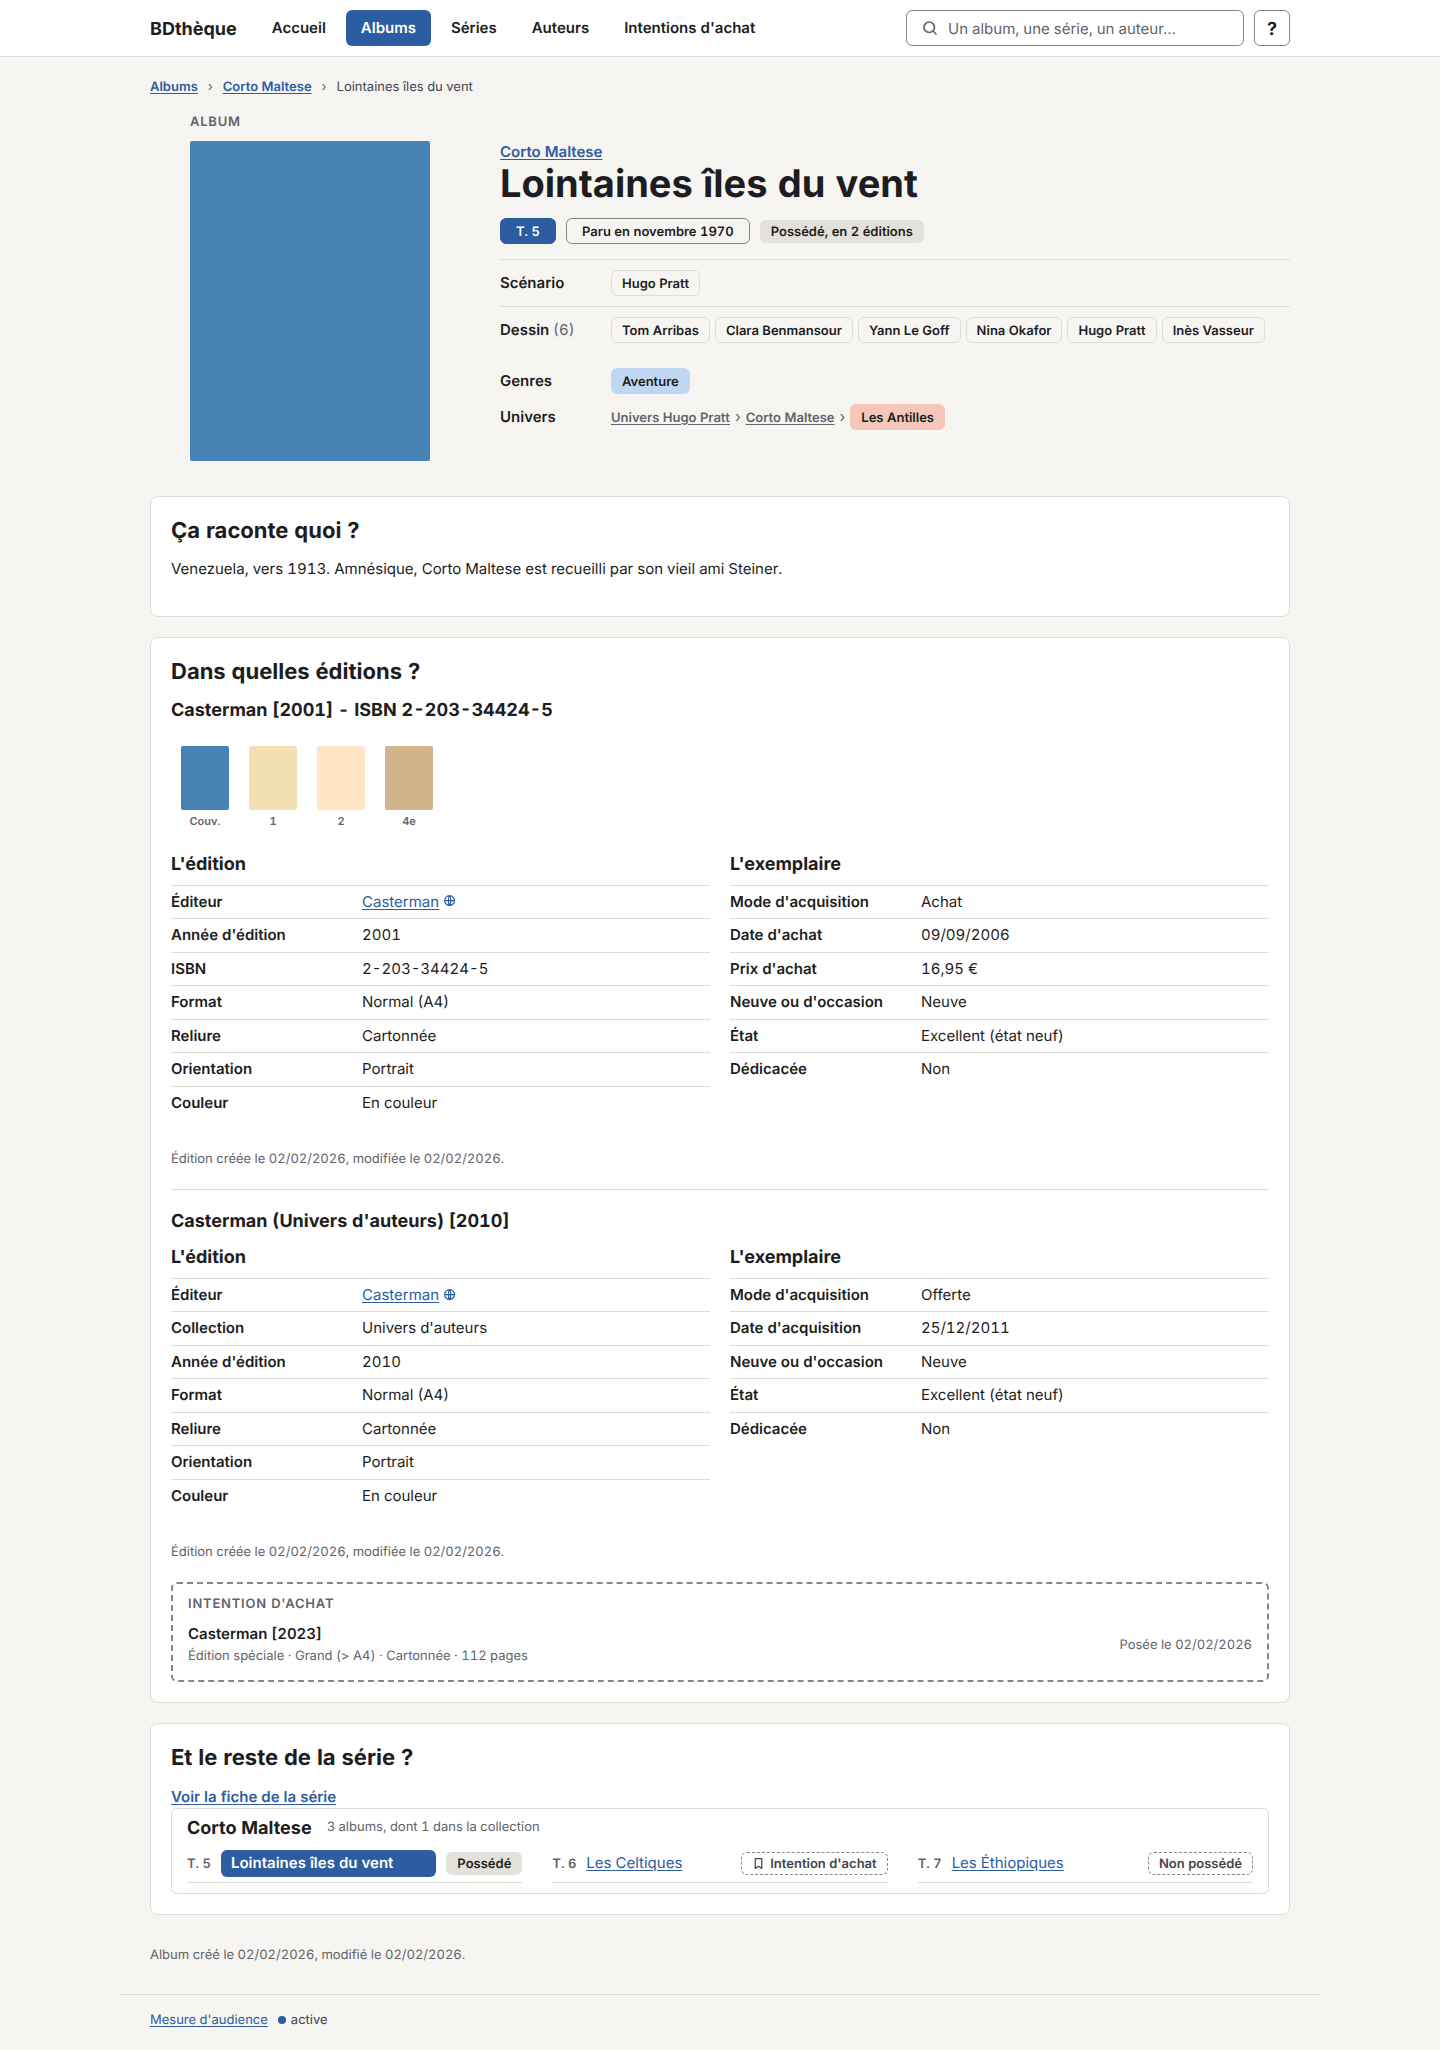 BDthèque Accueil Albums Séries Auteurs Intentions d'achat Un album, une série, un auteur... ?
Albums › Corto Maltese › Lointaines îles du vent
ALBUM
Corto Maltese
Lointaines îles du vent
T. 5 Paru en novembre 1970 Possédé, en 2 éditions
Scénario Hugo Pratt
Dessin (6) Tom Arribas Clara Benmansour Yann Le Goff Nina Okafor Hugo Pratt Inès Vasseur
Genres Aventure
Univers Univers Hugo Pratt › Corto Maltese › Les Antilles
Ça raconte quoi ?
Venezuela, vers 1913. Amnésique, Corto Maltese est recueilli par son vieil ami Steiner.
Dans quelles éditions ?
Casterman [2001] - ISBN 2-203-34424-5
Couv. 1 2 4e
L'édition
Éditeur Casterman
Année d'édition 2001
ISBN 2-203-34424-5
Format Normal (A4)
Reliure Cartonnée
Orientation Portrait
Couleur En couleur
L'exemplaire
Mode d'acquisition Achat
Date d'achat 09/09/2006
Prix d'achat 16,95 €
Neuve ou d'occasion Neuve
État Excellent (état neuf)
Dédicacée Non
Édition créée le 02/02/2026, modifiée le 02/02/2026.
Casterman (Univers d'auteurs) [2010]
L'édition
Éditeur Casterman
Collection Univers d'auteurs
Année d'édition 2010
Format Normal (A4)
Reliure Cartonnée
Orientation Portrait
Couleur En couleur
L'exemplaire
Mode d'acquisition Offerte
Date d'acquisition 25/12/2011
Neuve ou d'occasion Neuve
État Excellent (état neuf)
Dédicacée Non
Édition créée le 02/02/2026, modifiée le 02/02/2026.
INTENTION D'ACHAT
Casterman [2023]
Édition spéciale · Grand (> A4) · Cartonnée · 112 pages
Posée le 02/02/2026
Et le reste de la série ?
Voir la fiche de la série
Corto Maltese 3 albums, dont 1 dans la collection
T. 5 Lointaines îles du vent Possédé T. 6 Les Celtiques Intention d'achat T. 7 Les Éthiopiques Non possédé
Album créé le 02/02/2026, modifié le 02/02/2026.
Mesure d'audience active